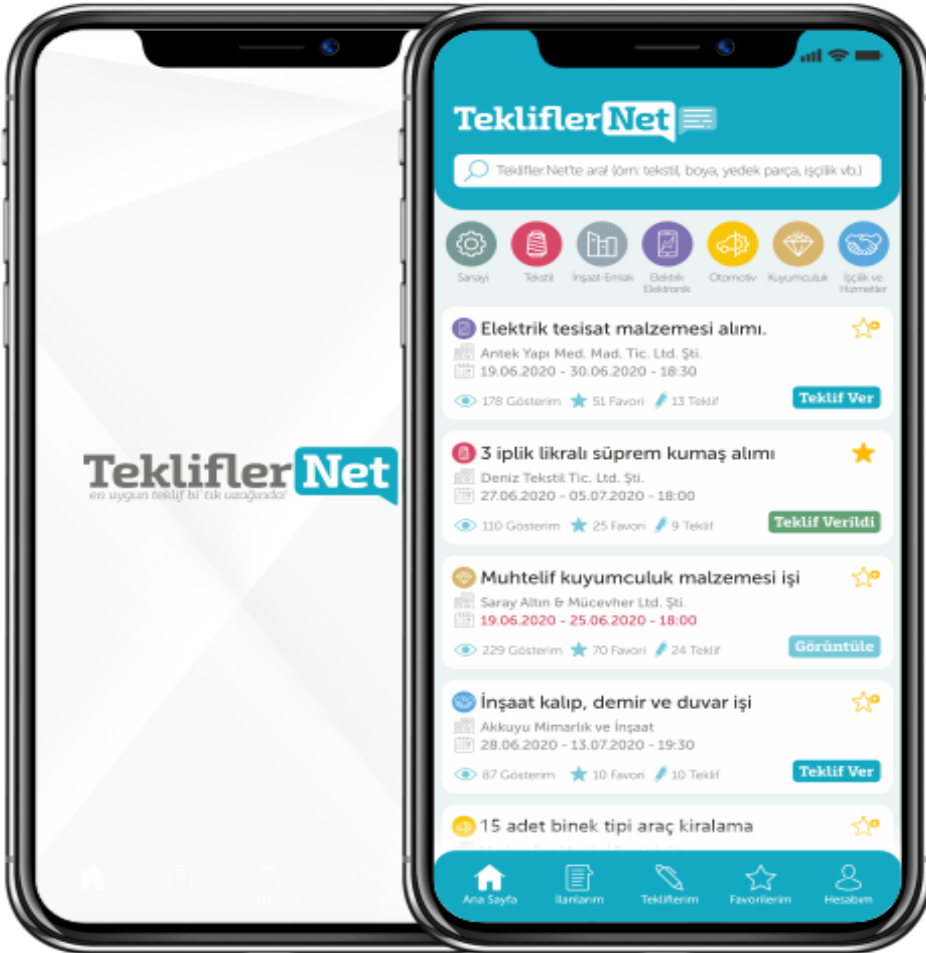 Teklifler Net
en uygun teklif bi' tık uzağında!
Teklifler Net
Teklifler.Net'te ara! (örn: tekstil, boya, yedek parça, işçilik vb.)
Sanayi
Tekstil
İnşaat-Emlak
Elektrik
Elektronik
Otomotiv
Kuyumculuk
İşçilik ve
Hizmetler
Elektrik tesisat malzemesi alımı.
Antek Yapı Med. Mad. Tic. Ltd. Şti.
19.06.2020 - 30.06.2020 - 18:30
178 Gösterim 51 Favori 13 Teklif Teklif Ver
3 iplik likralı süprem kumaş alımı
Deniz Tekstil Tic. Ltd. Şti.
27.06.2020 - 05.07.2020 - 18:00
110 Gösterim 25 Favori 9 Teklif Teklif Verildi
Muhtelif kuyumculuk malzemesi işi
Saray Altın & Mücevher Ltd. Şti.
19.06.2020 - 25.06.2020 - 18:00
229 Gösterim 70 Favori 24 Teklif Görüntüle
İnşaat kalıp, demir ve duvar işi
Akkuyu Mimarlık ve İnşaat
28.06.2020 - 13.07.2020 - 19:30
87 Gösterim 10 Favori 10 Teklif Teklif Ver
15 adet binek tipi araç kiralama
Ana Sayfa İlanlarım Tekliflerim Favorilerim Hesabım